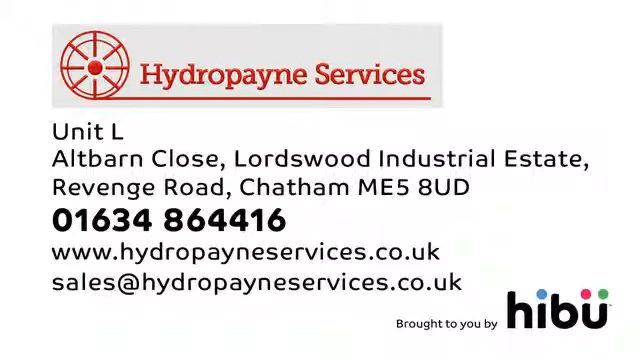 Hydropayne Services
Unit L
Altbarn Close, Lordswood Industrial Estate,
Revenge Road, Chatham ME5 8UD
01634 864416
www.hydropayneservices.co.uk
sales@hydropayneservices.co.uk
Brought to you by hibü